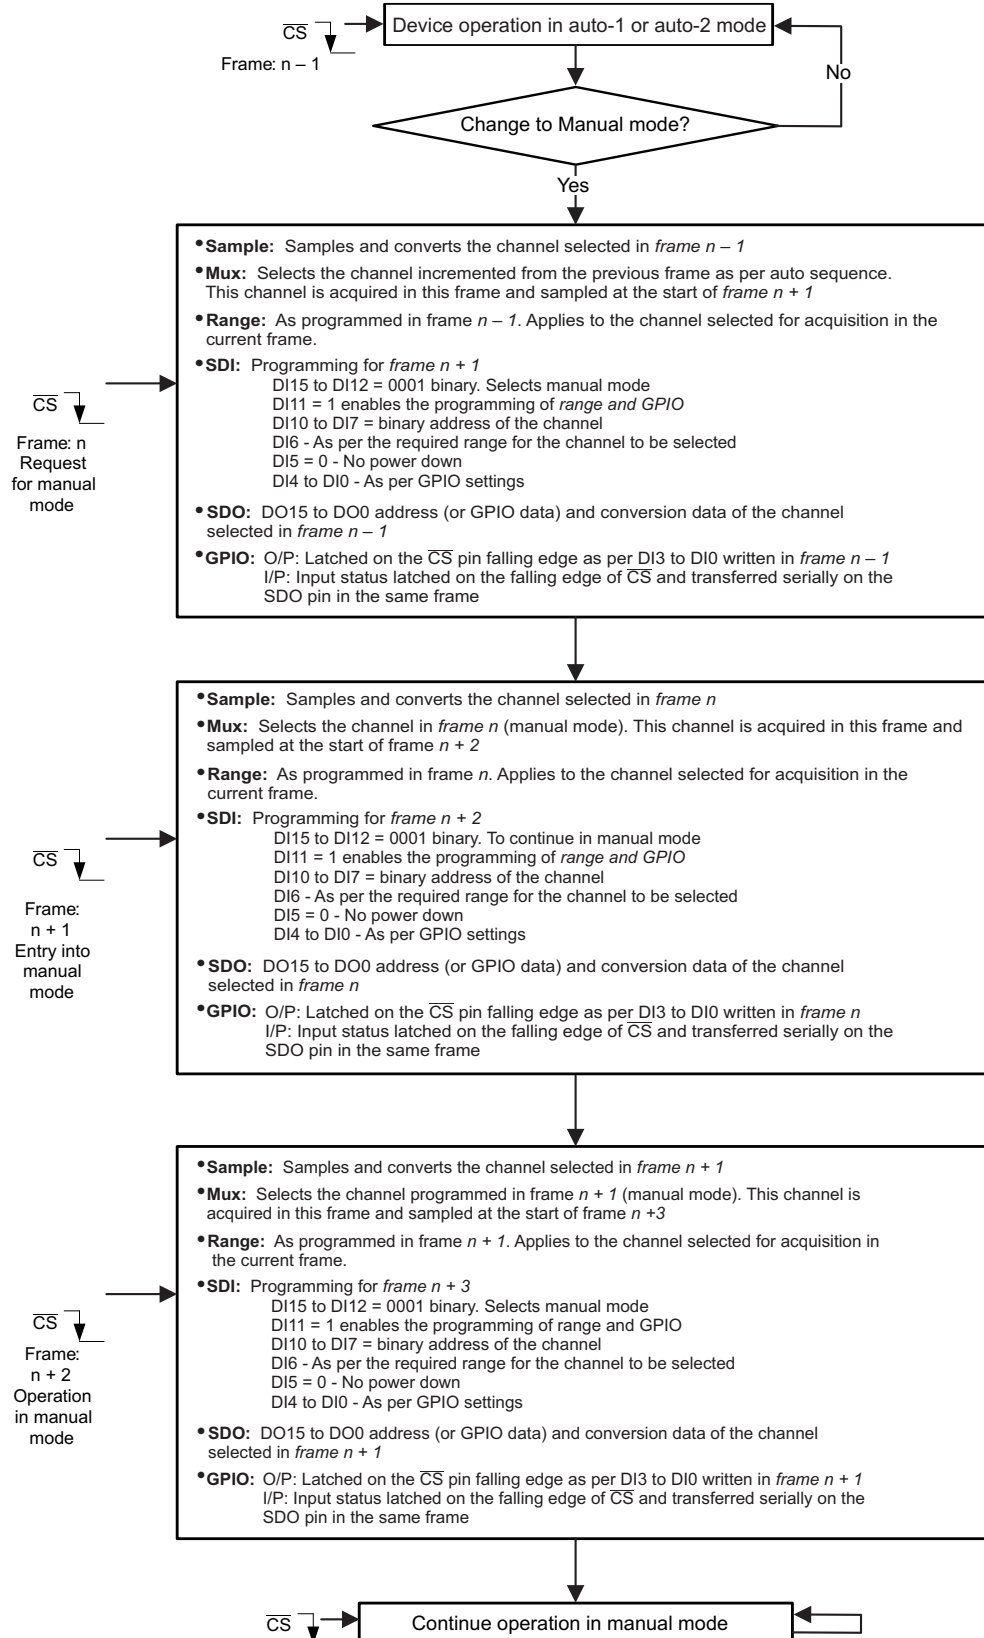 Device operation in auto-1 or auto-2 mode
CS
Frame: n – 1
No
Change to Manual mode?
Yes
•Sample: Samples and converts the channel selected in frame n – 1
•Mux: Selects the channel incremented from the previous frame as per auto sequence.
This channel is acquired in this frame and sampled at the start of frame n + 1
•Range: As programmed in frame n – 1. Applies to the channel selected for acquisition in the
current frame.
•SDI: Programming for frame n + 1
DI15 to DI12 = 0001 binary. Selects manual mode
DI11 = 1 enables the programming of range and GPIO
DI10 to DI7 = binary address of the channel
DI6 - As per the required range for the channel to be selected
DI5 = 0 - No power down
DI4 to DI0 - As per GPIO settings
•SDO: DO15 to DO0 address (or GPIO data) and conversion data of the channel
selected in frame n – 1
•GPIO: O/P: Latched on the CS pin falling edge as per DI3 to DI0 written in frame n – 1
I/P: Input status latched on the falling edge of CS and transferred serially on the
SDO pin in the same frame
CS
Frame: n
Request
for manual
mode
•Sample: Samples and converts the channel selected in frame n
•Mux: Selects the channel in frame n (manual mode). This channel is acquired in this frame and
sampled at the start of frame n + 2
•Range: As programmed in frame n. Applies to the channel selected for acquisition in the
current frame.
•SDI: Programming for frame n + 2
DI15 to DI12 = 0001 binary. To continue in manual mode
DI11 = 1 enables the programming of range and GPIO
DI10 to DI7 = binary address of the channel
DI6 - As per the required range for the channel to be selected
DI5 = 0 - No power down
DI4 to DI0 - As per GPIO settings
•SDO: DO15 to DO0 address (or GPIO data) and conversion data of the channel
selected in frame n
•GPIO: O/P: Latched on the CS pin falling edge as per DI3 to DI0 written in frame n
I/P: Input status latched on the falling edge of CS and transferred serially on the
SDO pin in the same frame
CS
Frame:
n + 1
Entry into
manual
mode
•Sample: Samples and converts the channel selected in frame n + 1
•Mux: Selects the channel programmed in frame n + 1 (manual mode). This channel is
acquired in this frame and sampled at the start of frame n +3
•Range: As programmed in frame n + 1. Applies to the channel selected for acquisition in
the current frame.
•SDI: Programming for frame n + 3
DI15 to DI12 = 0001 binary. Selects manual mode
DI11 = 1 enables the programming of range and GPIO
DI10 to DI7 = binary address of the channel
DI6 - As per the required range for the channel to be selected
DI5 = 0 - No power down
DI4 to DI0 - As per GPIO settings
•SDO: DO15 to DO0 address (or GPIO data) and conversion data of the channel
selected in frame n + 1
•GPIO: O/P: Latched on the CS pin falling edge as per DI3 to DI0 written in frame n + 1
I/P: Input status latched on the falling edge of CS and transferred serially on the
SDO pin in the same frame
CS
Frame:
n + 2
Operation
in manual
mode
CS
Continue operation in manual mode